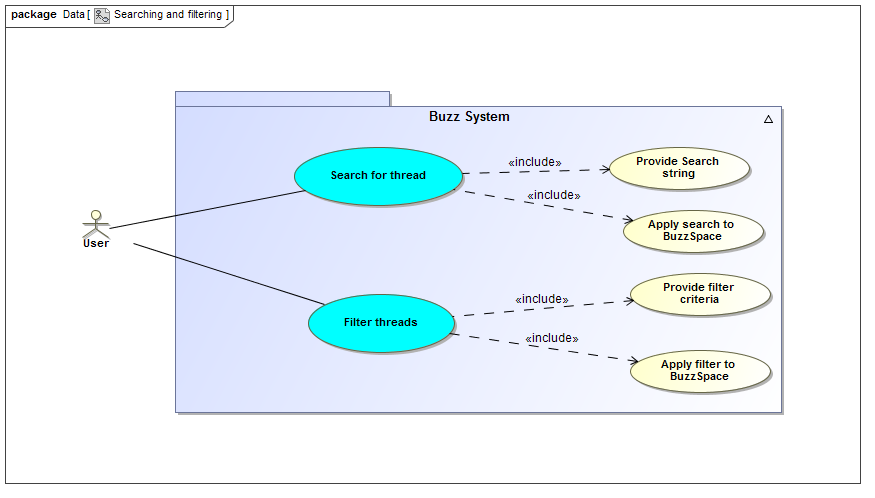 package Data [ Searching and filtering ]
Buzz System
Search for thread
«include»
Provide Search
string
«include»
Apply search to
BuzzSpace
User
Filter threads
«include»
Provide filter
criteria
«include»
Apply filter to
BuzzSpace